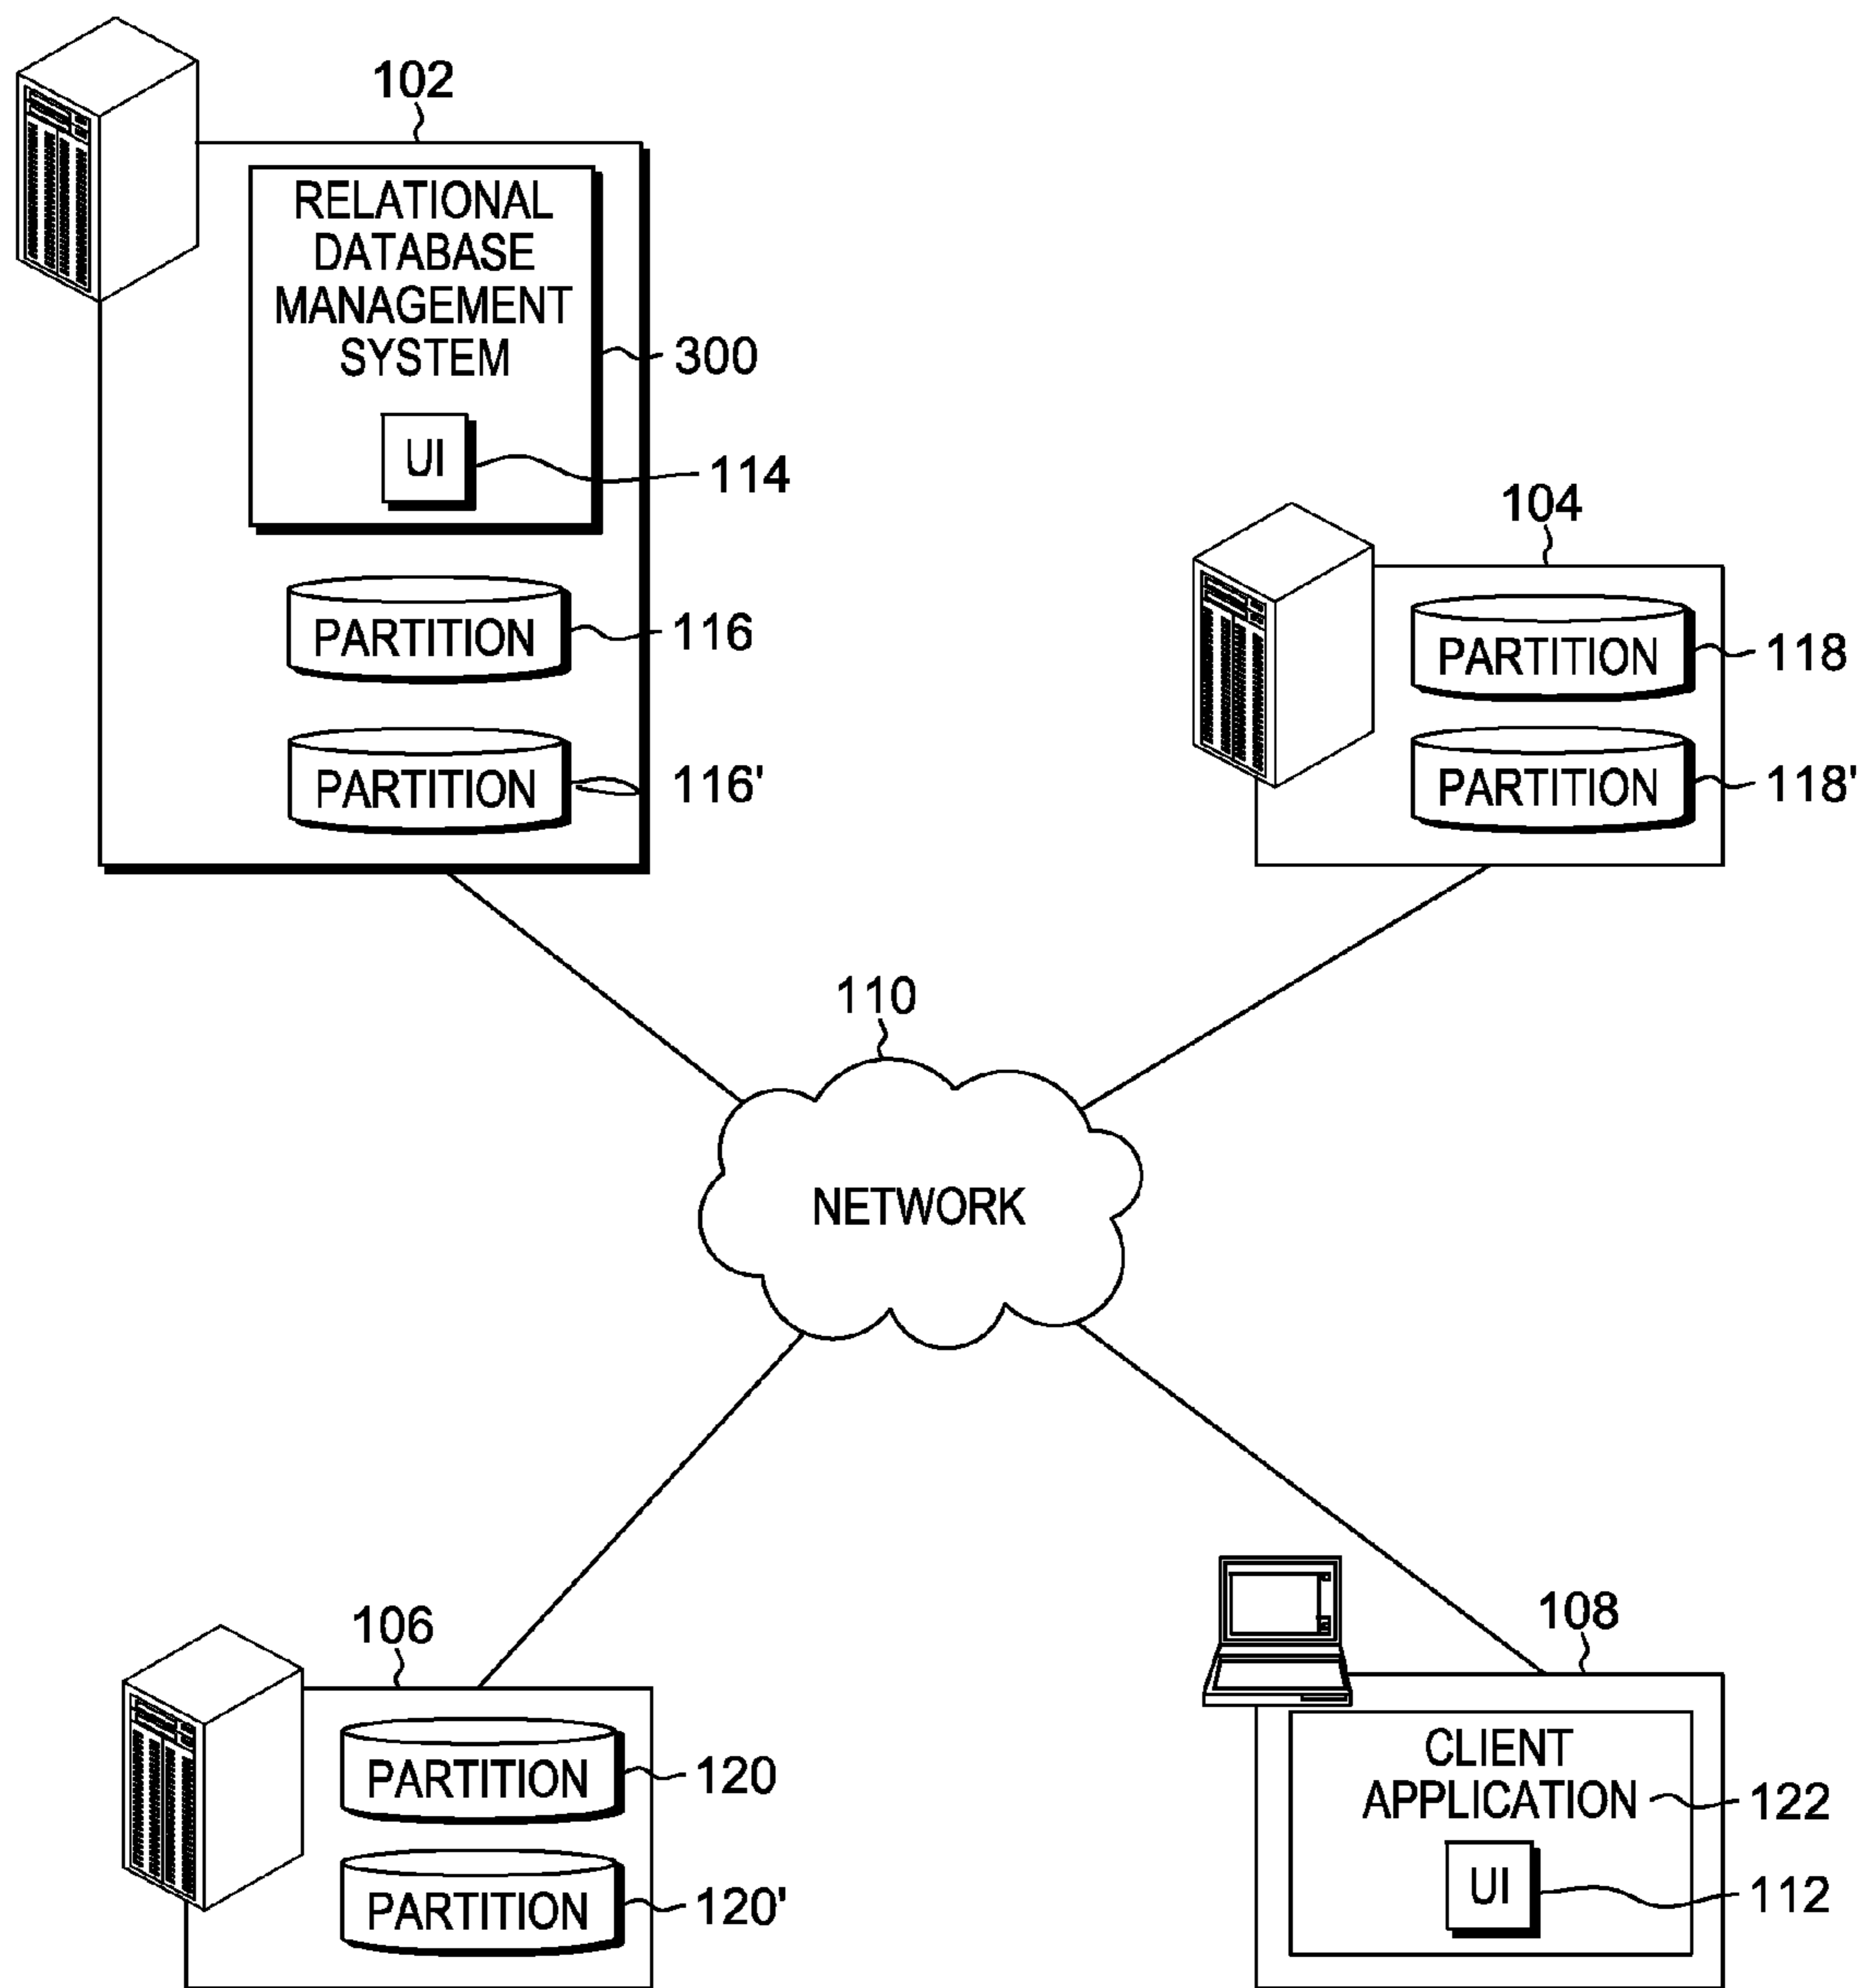 102
RELATIONAL
DATABASE
MANAGEMENT
SYSTEM
300
UI
114
PARTITION
116
PARTITION
116'
104
PARTITION
118
PARTITION
118'
110
NETWORK
106
PARTITION
120
PARTITION
120'
108
CLIENT
APPLICATION
122
UI
112